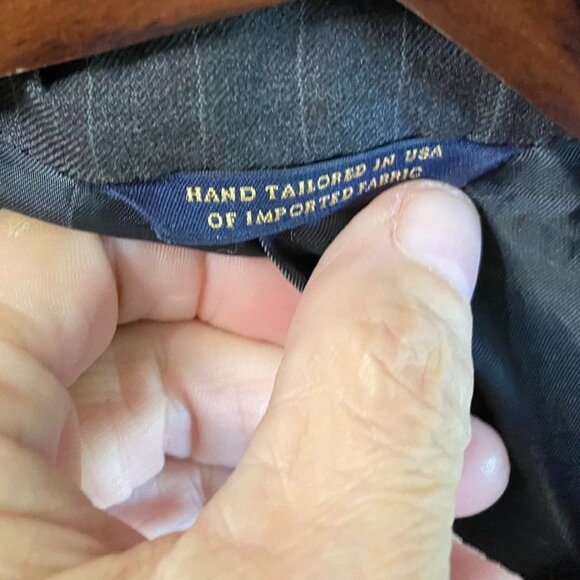 HAND TAILORED IN USA
OF IMPORTED FABRIC